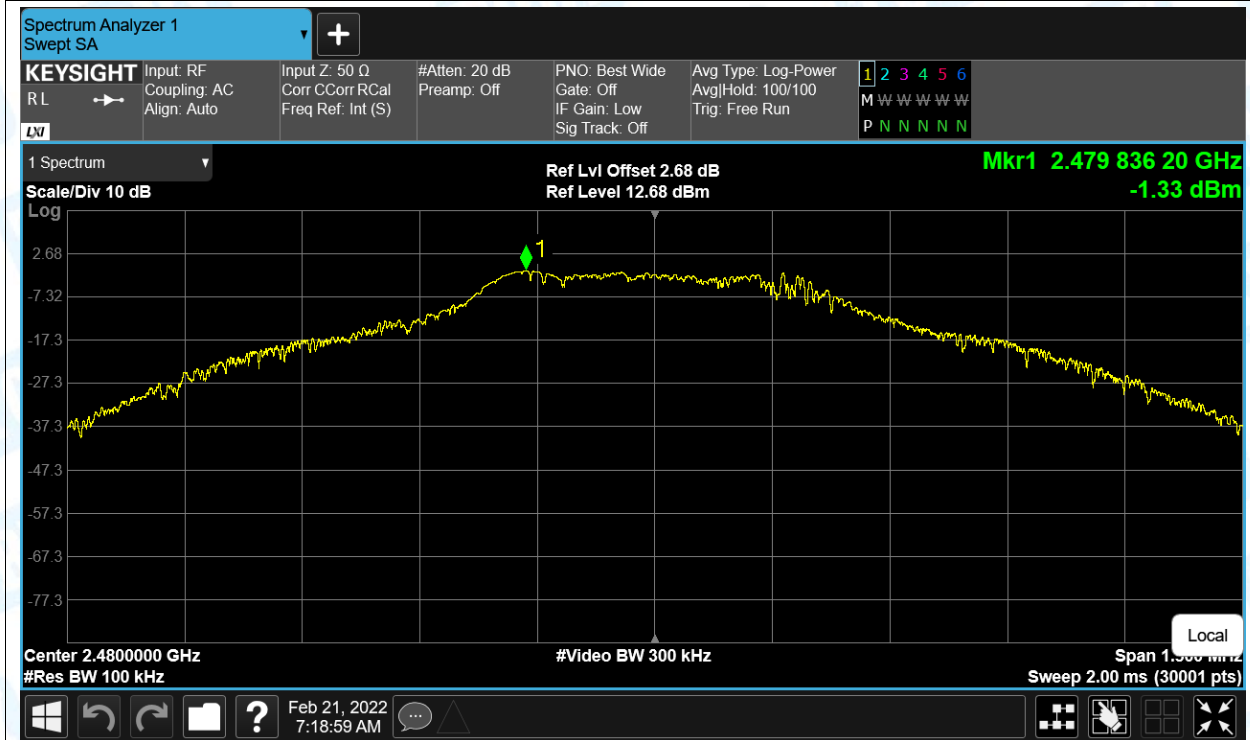 Spectrum Analyzer 1
Swept SA
KEYSIGHT
R L
LXI
Input: RF
Coupling: AC
Align: Auto
Input Z: 50 Ω
Corr CCorr RCal
Freq Ref: Int (S)
#Atten: 20 dB
Preamp: Off
PNO: Best Wide
Gate: Off
IF Gain: Low
Sig Track: Off
Avg Type: Log-Power
Avg|Hold: 100/100
Trig: Free Run
1 2 3 4 5 6
M W W W W W
P N N N N N
1 Spectrum
Scale/Div 10 dB
Log
Ref Lvl Offset 2.68 dB
Ref Level 12.68 dBm
Mkr1 2.479 836 20 GHz
-1.33 dBm
1
2.68
-7.32
-17.3
-27.3
-37.3
-47.3
-57.3
-67.3
-77.3
Local
Center 2.4800000 GHz
#Video BW 300 kHz
Span 1.500 MHz
#Res BW 100 kHz
Sweep 2.00 ms (30001 pts)
?
Feb 21, 2022
7:18:59 AM